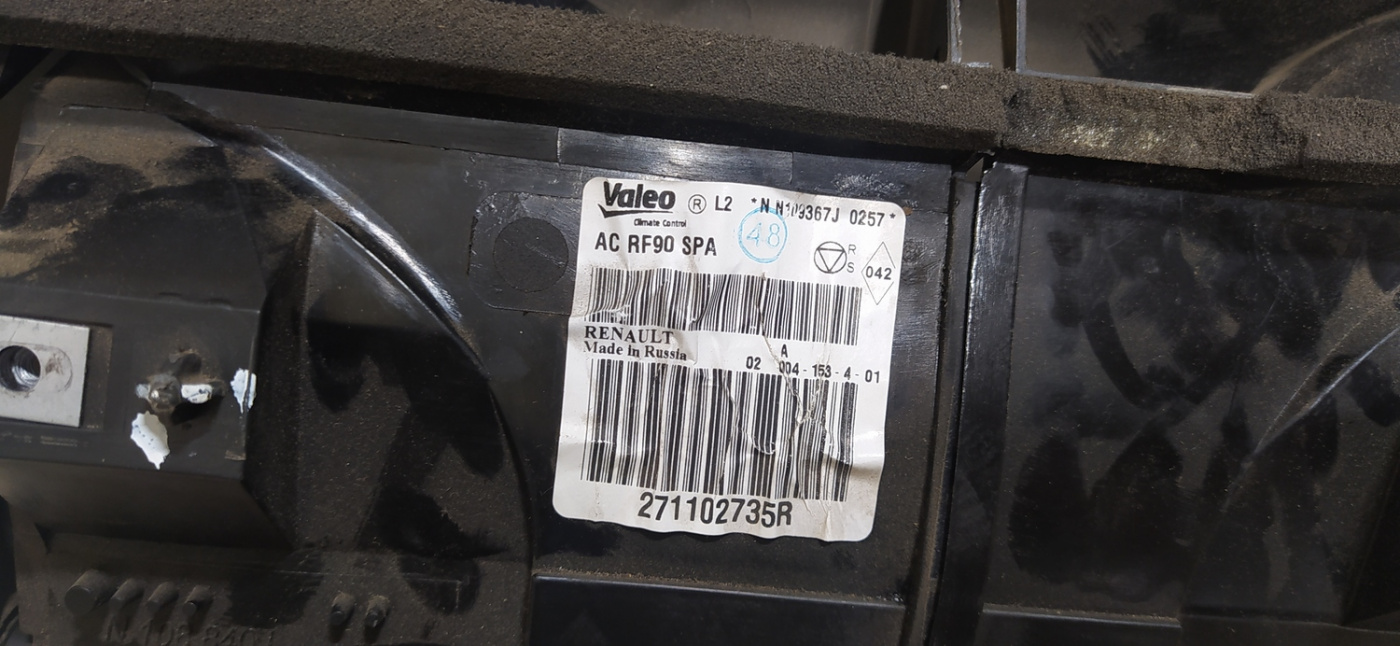 Valeo ® L2 *N N109367J 0257*
Climate Control
48
AC RF90 SPA
R
S
042
RENAULT
Made in Russia
A
02 004-153-4-01
271102735R